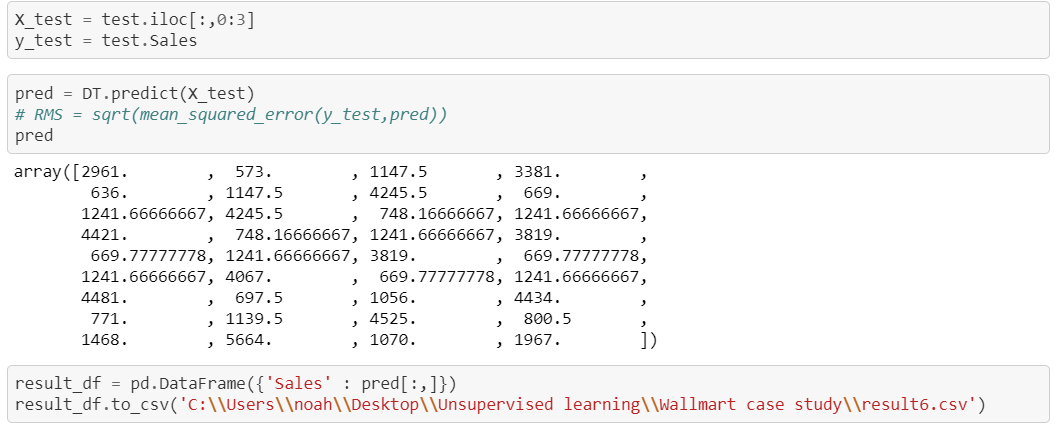 X_test = test.iloc[:,0:3]
y_test = test.Sales
pred = DT.predict(X_test)
# RMS = sqrt(mean_squared_error(y_test,pred))
pred
array([2961.        ,  573.        , 1147.5       , 3381.        ,
        636.        , 1147.5       , 4245.5       ,  669.        ,
       1241.66666667, 4245.5       ,  748.16666667, 1241.66666667,
       4421.        ,  748.16666667, 1241.66666667, 3819.        ,
        669.77777778, 1241.66666667, 3819.        ,  669.77777778,
       1241.66666667, 4067.        ,  669.77777778, 1241.66666667,
       4481.        ,  697.5       , 1056.        , 4434.        ,
        771.        , 1139.5       , 4525.        ,  800.5       ,
       1468.        , 5664.        , 1070.        , 1967.        ])
result_df = pd.DataFrame({'Sales' : pred[:,]})
result_df.to_csv('C:\\Users\\noah\\Desktop\\Unsupervised learning\\Wallmart case study\\result6.csv')